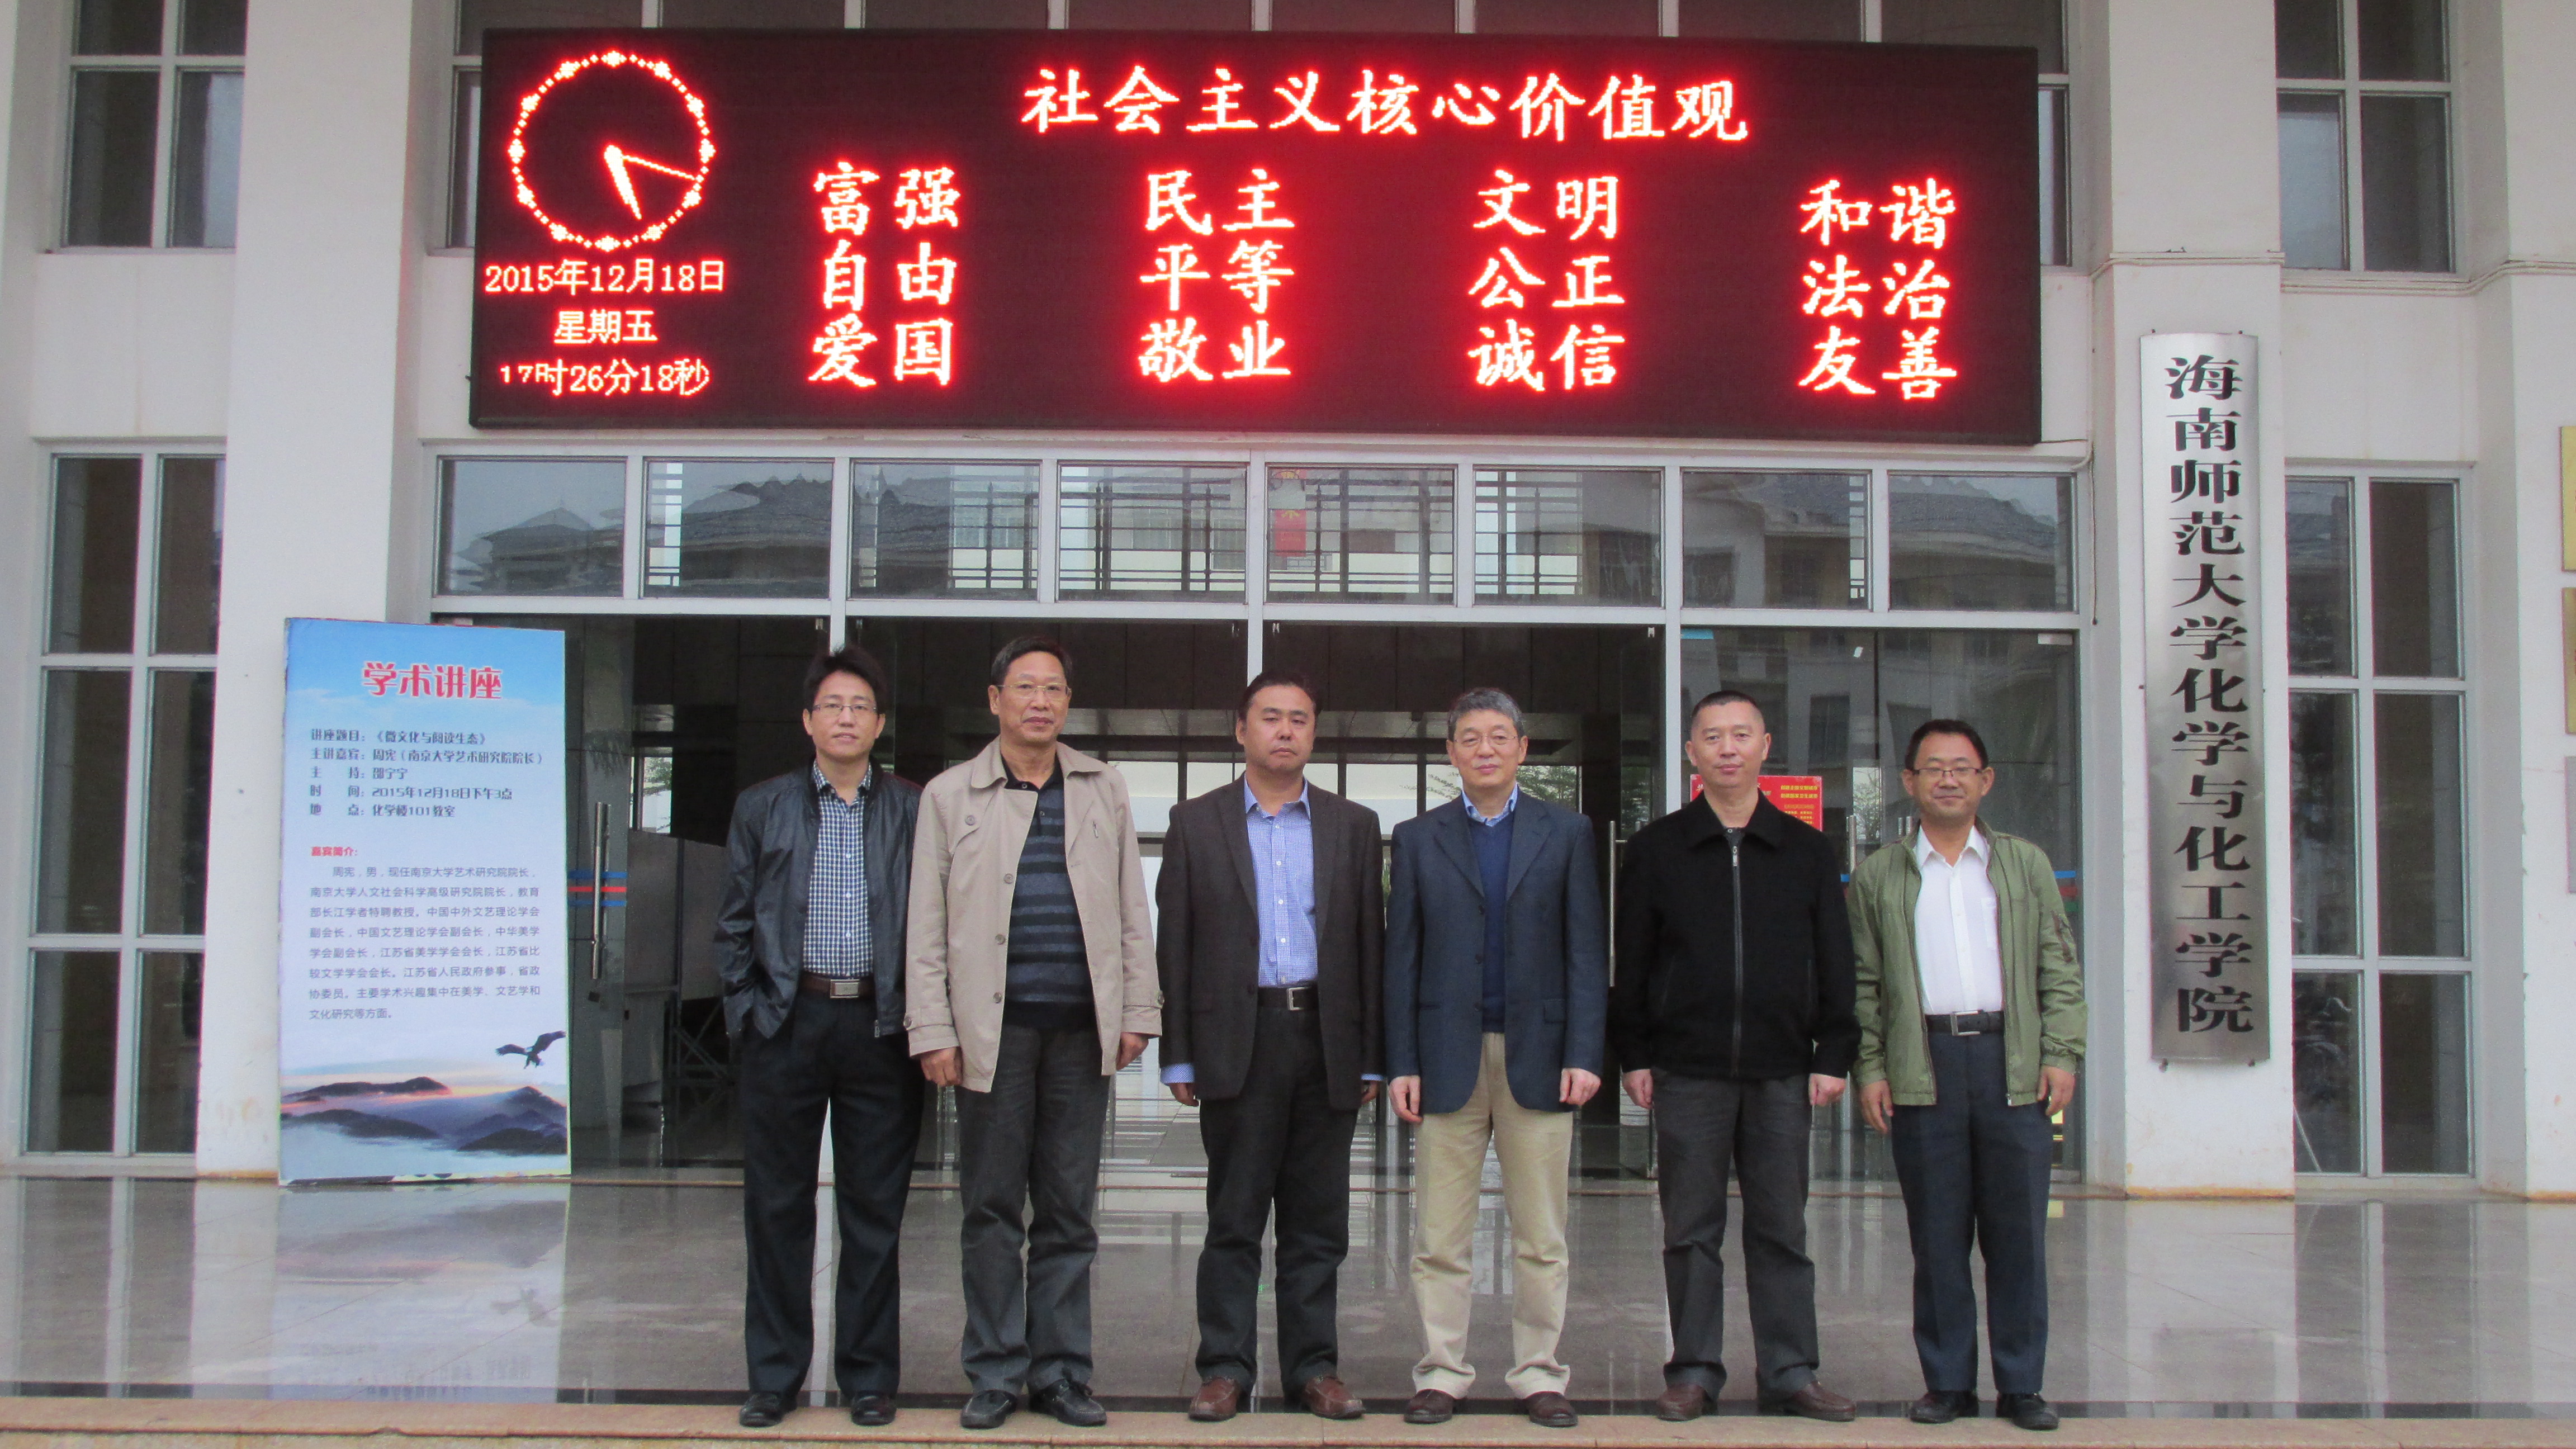 社会主义核心价值观
富强 民主 文明 和谐
自由 平等 公正 法治
爱国 敬业 诚信 友善
2015年12月18日
星期五
17时26分18秒
海南师范大学化学与化工学院
学术讲座
讲座题目：《微文化与阅读生态》
主讲嘉宾：周宪（南京大学艺术研究院院长）
主 持：邵宁宁
时 间：2015年12月18日下午3点
地 点：化学楼101教室
嘉宾简介：
周宪，男，现任南京大学艺术研究院院长，
南京大学人文社会科学高级研究院院长，教育
部长江学者特聘教授。中国中外文艺理论学会
副会长，中国文艺理论学会副会长，中华美学
学会副会长，江苏省美学学会会长，江苏省比
较文学学会会长。江苏省人民政府参事，省政
协委员。主要学术兴趣集中在美学、文艺学和
文化研究等方面。